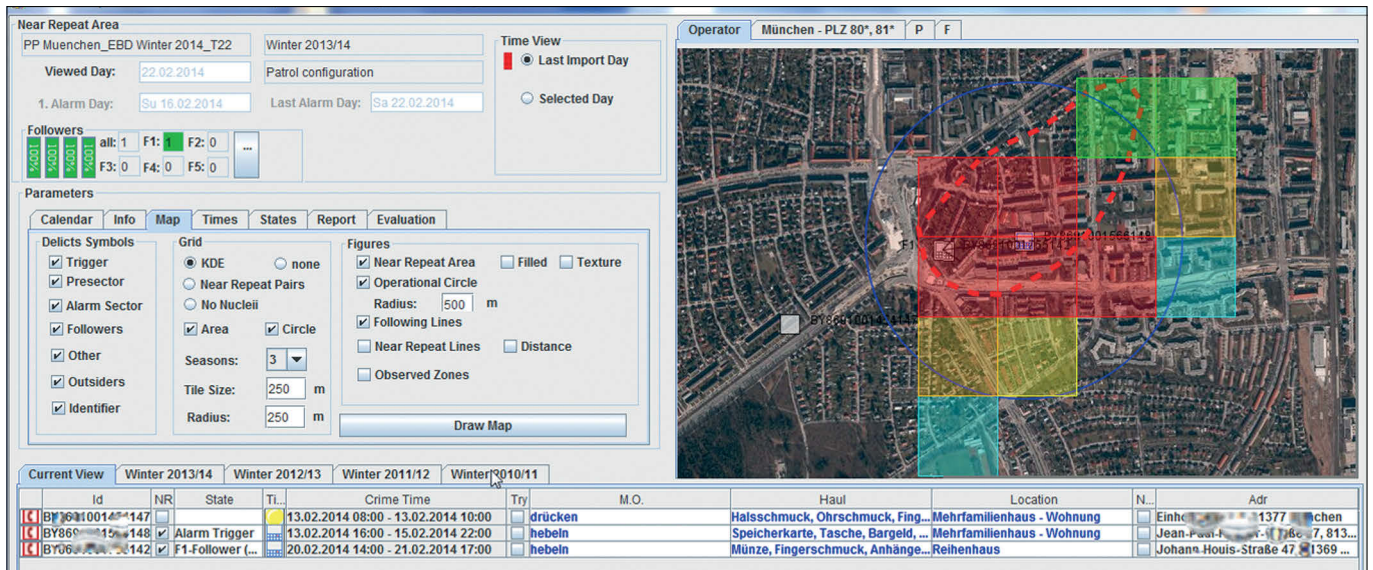 Near Repeat Area
PP Muenchen_EBD Winter 2014_T22 Winter 2013/14
Viewed Day: 22.02.2014 Patrol configuration
1. Alarm Day: Su 16.02.2014 Last Alarm Day: Sa 22.02.2014
Time View
Last Import Day
Selected Day
Followers
100% 100% 100% 100%
all: 1 F1: 1 F2: 0 ...
F3: 0 F4: 0 F5: 0
Parameters
Calendar Info Map Times States Report Evaluation
Delicts Symbols
Trigger
Presector
Alarm Sector
Followers
Other
Outsiders
Identifier
Grid
KDE none
Near Repeat Pairs
No Nucleii
Area Circle
Seasons: 3
Tile Size: 250 m
Radius: 250 m
Figures
Near Repeat Area Filled Texture
Operational Circle
Radius: 500 m
Following Lines
Near Repeat Lines Distance
Observed Zones
Draw Map
Operator München - PLZ 80*, 81* P F
F1
Current View Winter 2013/14 Winter 2012/13 Winter 2011/12 Winter 2010/11
Id NR State Ti... Crime Time Try M.O. Haul Location N... Adr
13.02.2014 08:00 - 13.02.2014 10:00 drücken Halsschmuck, Ohrschmuck, Fing... Mehrfamilienhaus - Wohnung
Alarm Trigger 13.02.2014 16:00 - 15.02.2014 22:00 hebeln Speicherkarte, Tasche, Bargeld, ... Mehrfamilienhaus - Wohnung
F1-Follower (... 20.02.2014 14:00 - 21.02.2014 17:00 hebeln Münze, Fingerschmuck, Anhänge... Reihenhaus